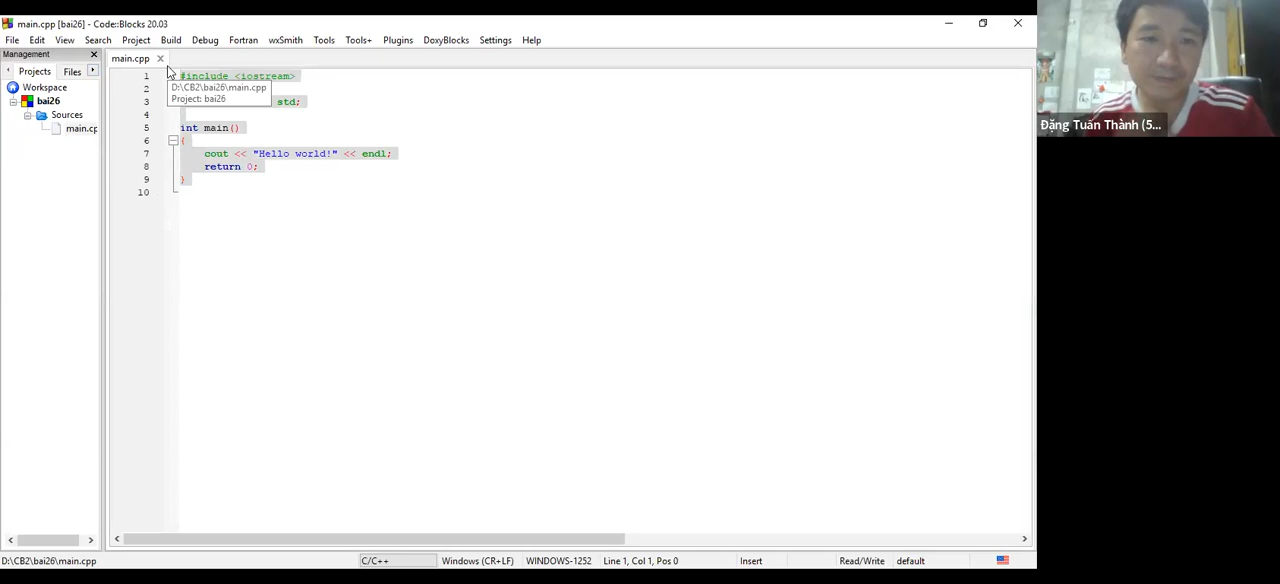 main.cpp [bai26] - Code::Blocks 20.03
File Edit View Search Project Build Debug Fortran wxSmith Tools Tools+ Plugins DoxyBlocks Settings Help
Management
main.cpp
Projects Files
Workspace
bai26
Sources
main.cp
1 #include <iostream>
D:\CB2\bai26\main.cpp
Project: bai26
2
3 std;
4
5 int main()
6 {
7 cout << "Hello world!" << endl;
8 return 0;
9 }
10
Đặng Tuấn Thành (5...
D:\CB2\bai26\main.cpp C/C++ Windows (CR+LF) WINDOWS-1252 Line 1, Col 1, Pos 0 Insert Read/Write default